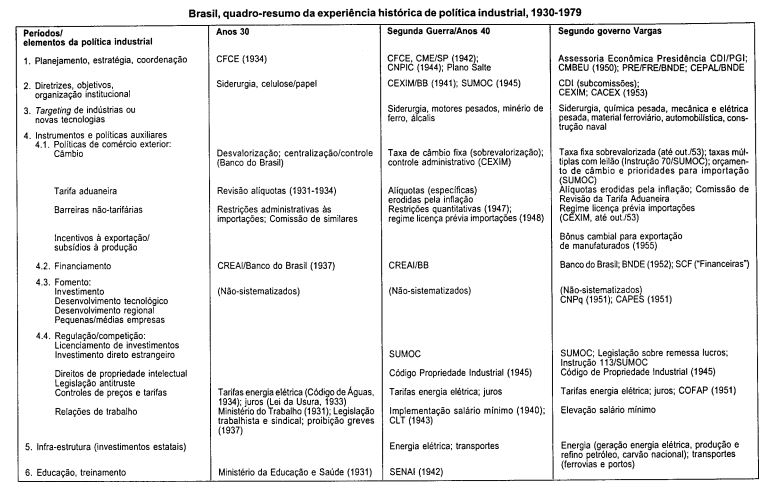 Brasil, quadro-resumo da experiência histórica de política industrial, 1930-1979
Períodos/
elementos da política industrial
Anos 30
Segunda Guerra/Anos 40
Segundo governo Vargas
1. Planejamento, estratégia, coordenação
CFCE (1934)
CFCE, CME/SP (1942);
CNPIC (1944); Plano Salte
Assessoria Econômica Presidência CDI/PGI;
CMBEU (1950); PRE/FRE/BNDE; CEPAL/BNDE
2. Diretrizes, objetivos,
organização institucional
Siderurgia, celulose/papel
CEXIM/BB (1941); SUMOC (1945)
CDI (subcomissões);
CEXIM; CACEX (1953)
3. Targeting de indústrias ou
novas tecnologias
Siderurgia, motores pesados, minério de
ferro, álcalis
Siderurgia, química pesada, mecânica e elétrica
pesada, material ferroviário, automobilística, cons-
trução naval
4. Instrumentos e políticas auxiliares
4.1. Políticas de comércio exterior:
Câmbio
Desvalorização; centralização/controle
(Banco do Brasil)
Taxa de câmbio fixa (sobrevalorização);
controle administrativo (CEXIM)
Taxa fixa sobrevalorizada (até out./53); taxas múl-
tiplas com leilão (Instrução 70/SUMOC); orçamen-
to de câmbio e prioridades para importação
(SUMOC)
Tarifa aduaneira
Revisão alíquotas (1931-1934)
Alíquotas (específicas)
erodidas pela inflação
Alíquotas erodidas pela inflação; Comissão de
Revisão da Tarifa Aduaneira
Barreiras não-tarifárias
Restrições administrativas às
importações; Comissão de similares
Restrições quantitativas (1947);
regime licença prévia importações (1948)
Regime licença prévia importações
(CEXIM, até out./53)
Incentivos à exportação/
subsídios à produção
Bônus cambial para exportação
de manufaturados (1955)
4.2. Financiamento
CREAI/Banco do Brasil (1937)
CREAI/BB
Banco do Brasil; BNDE (1952); SCF ("Financeiras")
4.3. Fomento:
Investimento
Desenvolvimento tecnológico
Desenvolvimento regional
Pequenas/médias empresas
(Não-sistematizados)
(Não-sistematizados)
(Não-sistematizados)
CNPq (1951); CAPES (1951)
4.4. Regulação/competição:
Licenciamento de investimentos
Investimento direto estrangeiro
SUMOC
SUMOC; Legislação sobre remessa lucros;
Instrução 113/SUMOC
Direitos de propriedade intelectual
Código Propriedade Industrial (1945)
Código de Propriedade Industrial (1945)
Legislação antitruste
Controles de preços e tarifas
Tarifas energia elétrica (Código de Águas,
1934); juros (Lei da Usura, 1933)
Tarifas energia elétrica; juros
Tarifas energia elétrica; juros; COFAP (1951)
Relações de trabalho
Ministério do Trabalho (1931); Legislação
trabalhista e sindical; proibição greves
(1937)
Implementação salário mínimo (1940);
CLT (1943)
Elevação salário mínimo
5. Infra-estrutura (investimentos estatais)
Energia elétrica; transportes
Energia (geração energia elétrica, produção e
refino petróleo, carvão nacional); transportes
(ferrovias e portos)
6. Educação, treinamento
Ministério da Educação e Saúde (1931)
SENAI (1942)